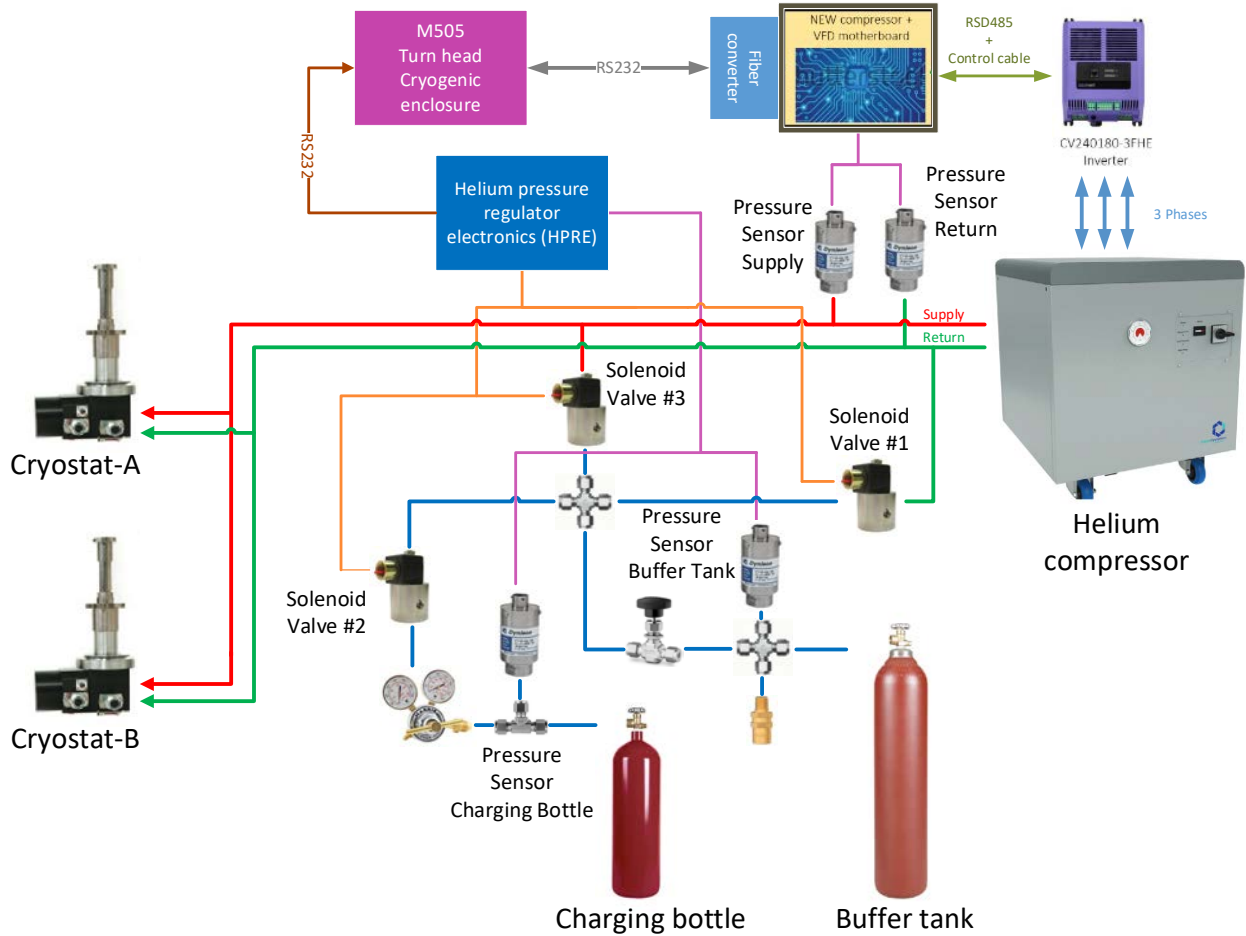 M505
Turn head
Cryogenic
enclosure
RS232
Fiber
converter
NEW compressor +
VFD motherboard
RSD485
+
Control cable
CV240180-3FHE
Inverter
RS232
Helium pressure
regulator
electronics (HPRE)
Pressure
Sensor
Supply
Pressure
Sensor
Return
3 Phases
Supply
Return
Solenoid
Valve #3
Solenoid
Valve #1
Cryostat-A
Helium
compressor
Pressure
Sensor
Buffer Tank
Solenoid
Valve #2
Cryostat-B
Pressure
Sensor
Charging Bottle
Charging bottle
Buffer tank